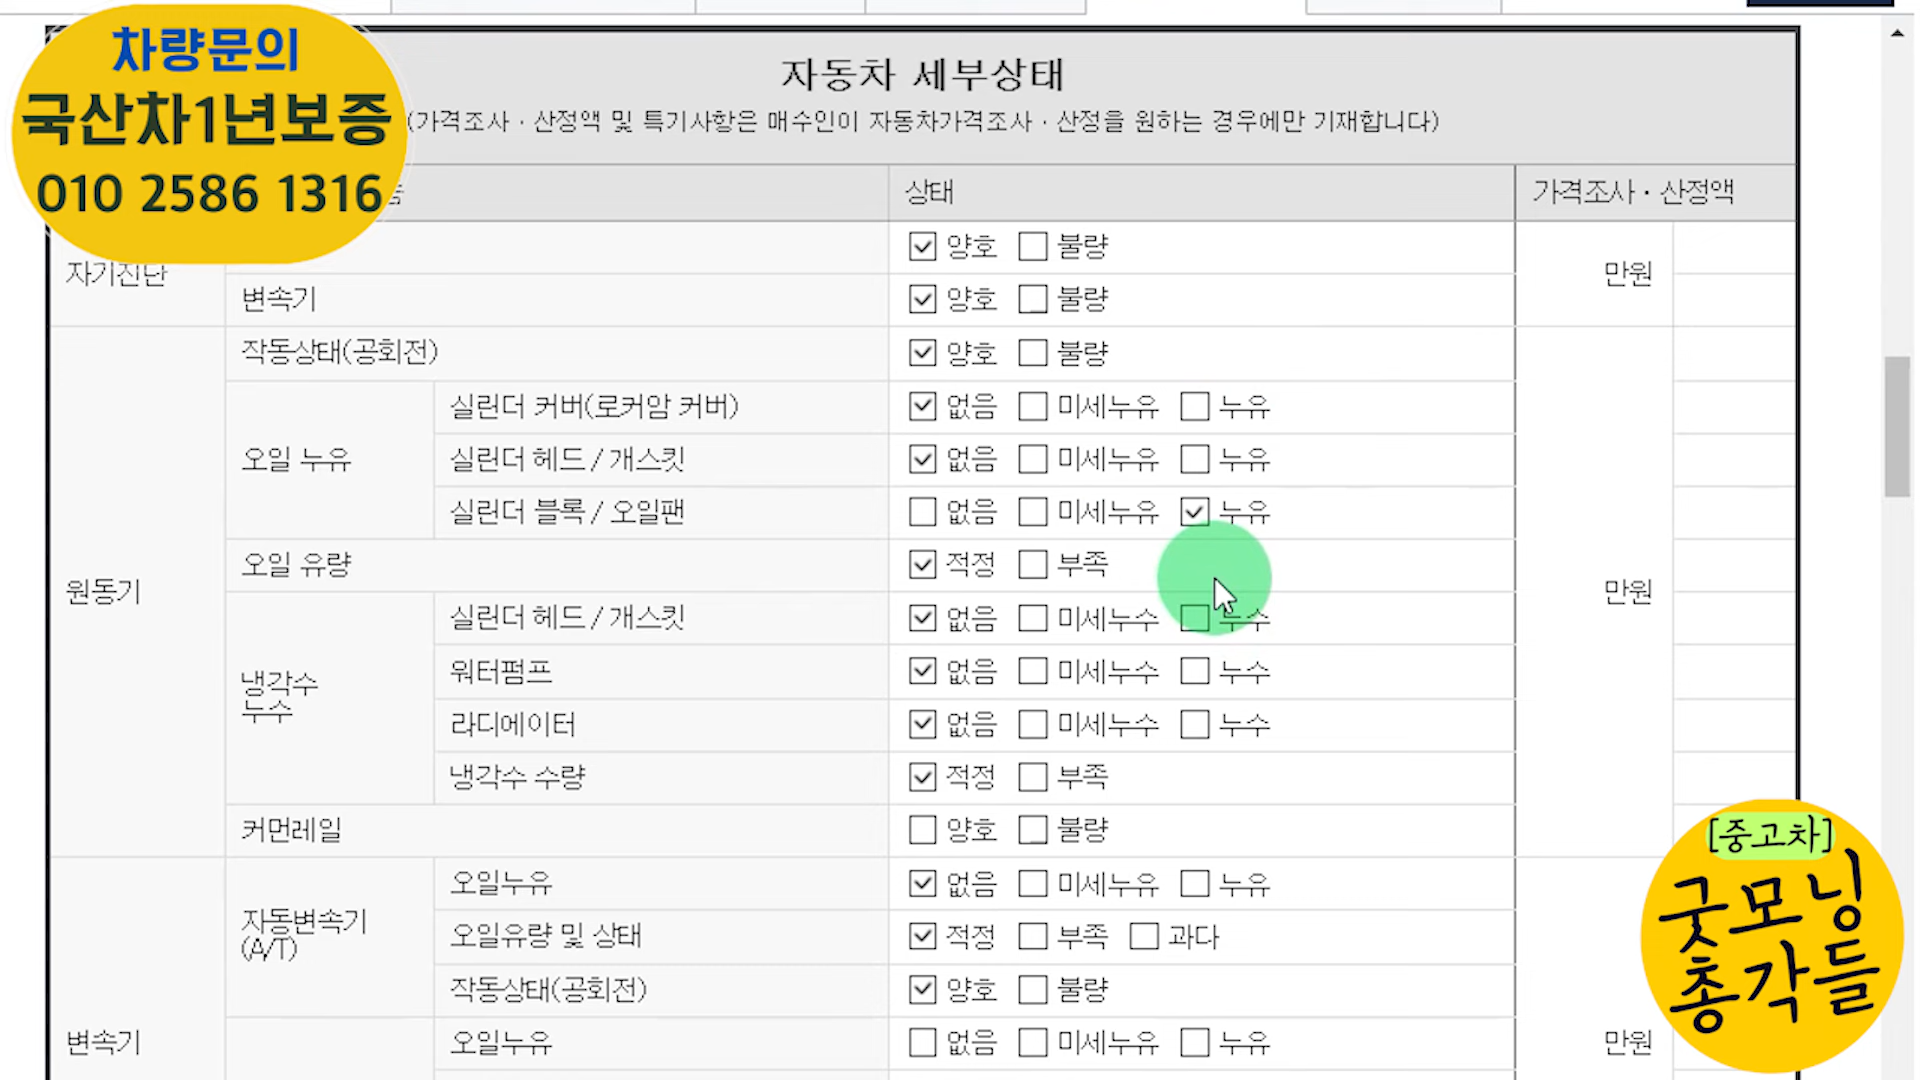 차량문의
국산차1년보증
010 2586 1316
자동차 세부상태
(가격조사 · 산정액 및 특기사항은 매수인이 자동차가격조사 · 산정을 원하는 경우에만 기재합니다)
상태 가격조사 · 산정액
자기진단 양호 불량 만원
변속기 양호 불량
원동기 작동상태(공회전) 양호 불량 만원
오일 누유 실린더 커버(로커암 커버) 없음 미세누유 누유
실린더 헤드 / 개스킷 없음 미세누유 누유
실린더 블록 / 오일팬 없음 미세누유 누유
오일 유량 적정 부족
냉각수
누수
실린더 헤드 / 개스킷 없음 미세누수 누수
워터펌프 없음 미세누수 누수
라디에이터 없음 미세누수 누수
냉각수 수량 적정 부족
커먼레일 양호 불량
변속기 자동변속기
(A/T)
오일누유 없음 미세누유 누유
오일유량 및 상태 적정 부족 과다
작동상태(공회전) 양호 불량
오일누유 없음 미세누유 누유 만원
[중고차]
굿모닝
총각들